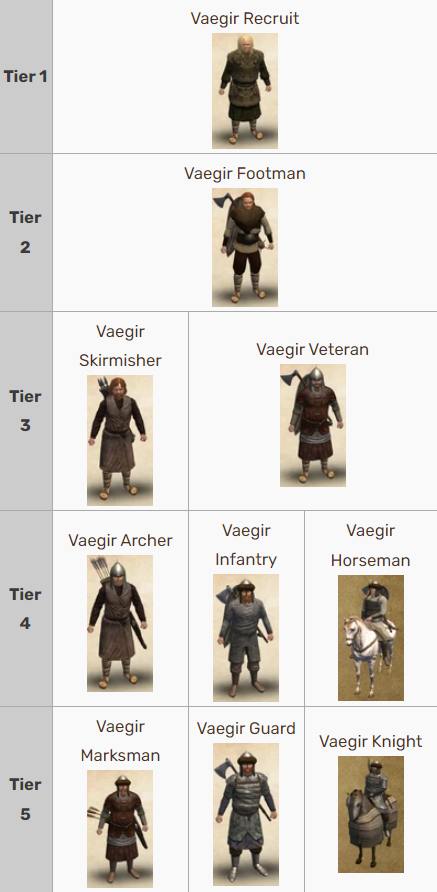 Vaegir Recruit
Tier 1
Vaegir Footman
Tier
2
Vaegir
Skirmisher
Vaegir Veteran
Tier
3
Vaegir Archer
Vaegir
Infantry
Vaegir
Horseman
Tier
4
Vaegir
Marksman
Vaegir Guard
Vaegir Knight
Tier
5